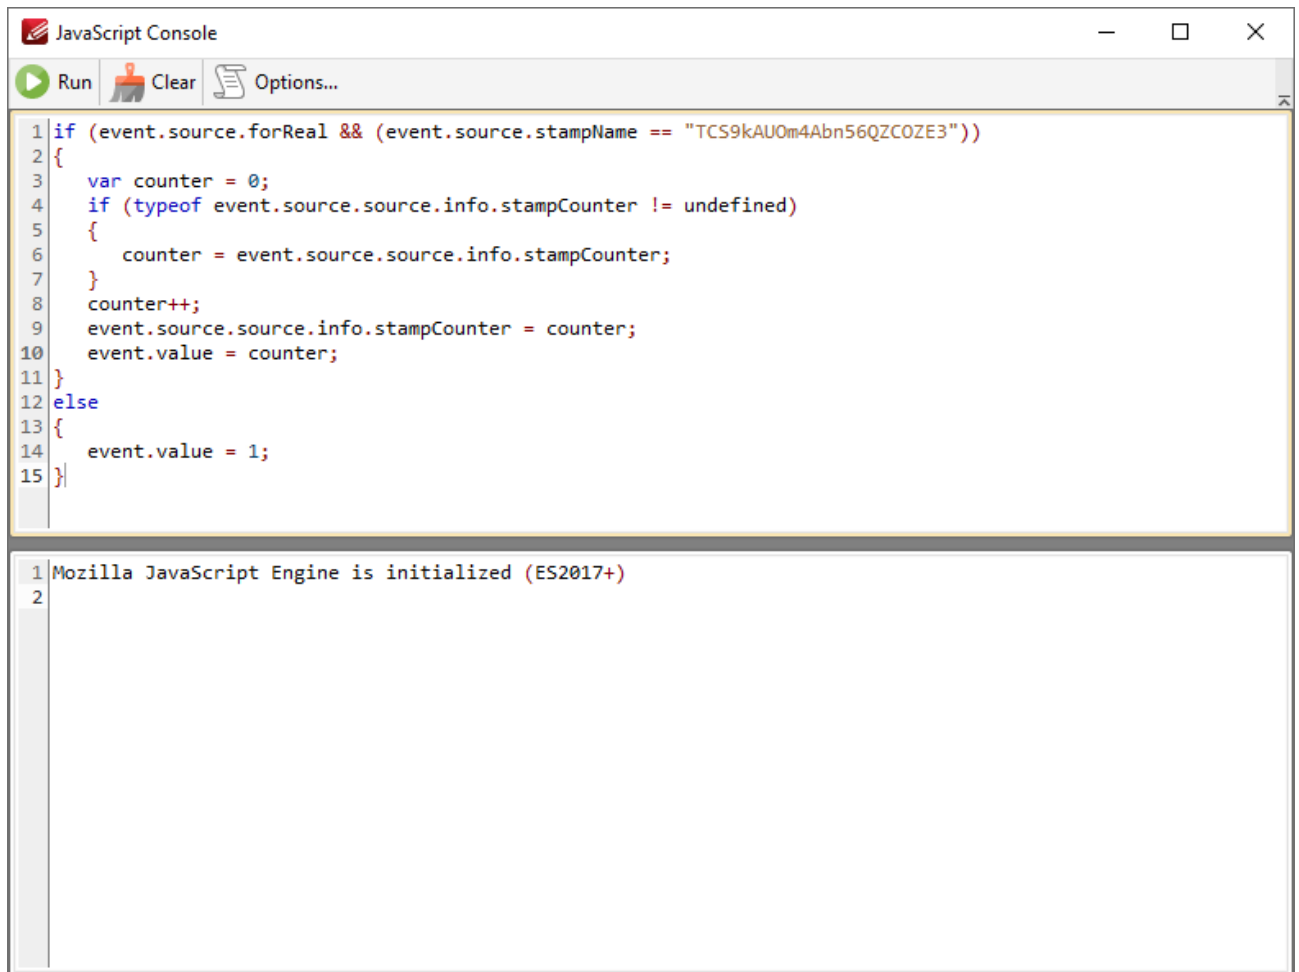 JavaScript Console
Run Clear Options...
1 if (event.source.forReal && (event.source.stampName == "TCS9kAUOm4Abn56QZCOZE3"))
2 {
3 var counter = 0;
4 if (typeof event.source.source.info.stampCounter != undefined)
5 {
6 counter = event.source.source.info.stampCounter;
7 }
8 counter++;
9 event.source.source.info.stampCounter = counter;
10 event.value = counter;
11 }
12 else
13 {
14 event.value = 1;
15 }
1 Mozilla JavaScript Engine is initialized (ES2017+)
2